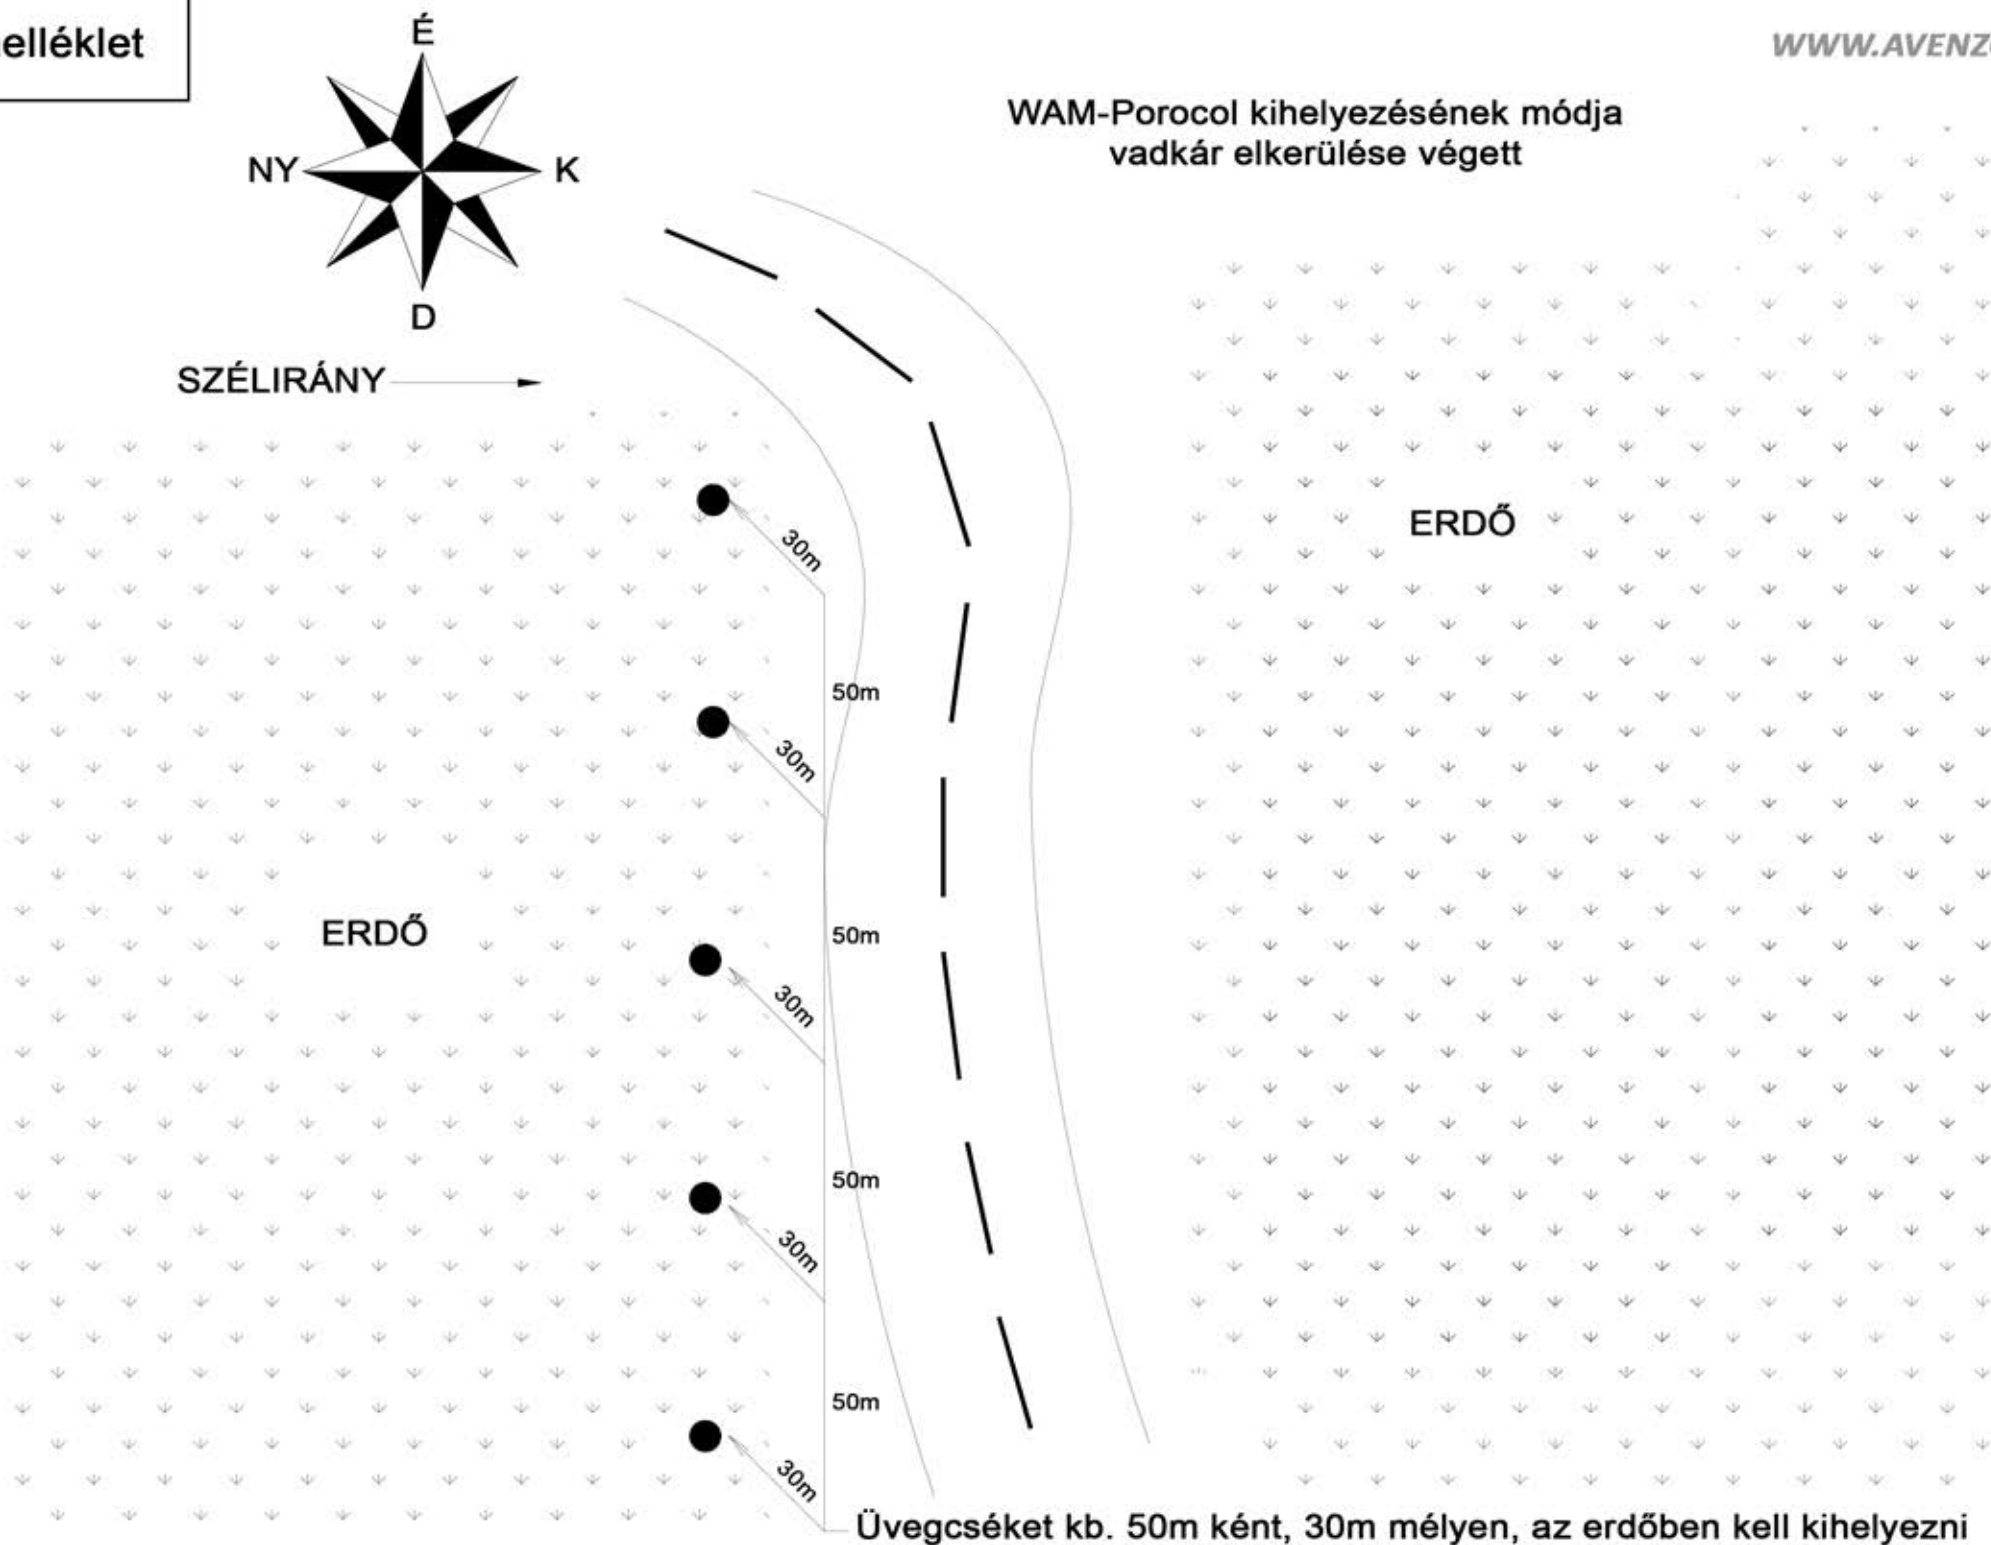 elléklet
WWW.AVENZ
WAM-Porocol kihelyezésének módja
vadkár elkerülése végett
É
NY
K
D
SZÉLIRÁNY
30m
ERDŐ
50m
30m
ERDŐ
50m
30m
50m
30m
50m
30m
Üvegcséket kb. 50m ként, 30m mélyen, az erdőben kell kihelyezni